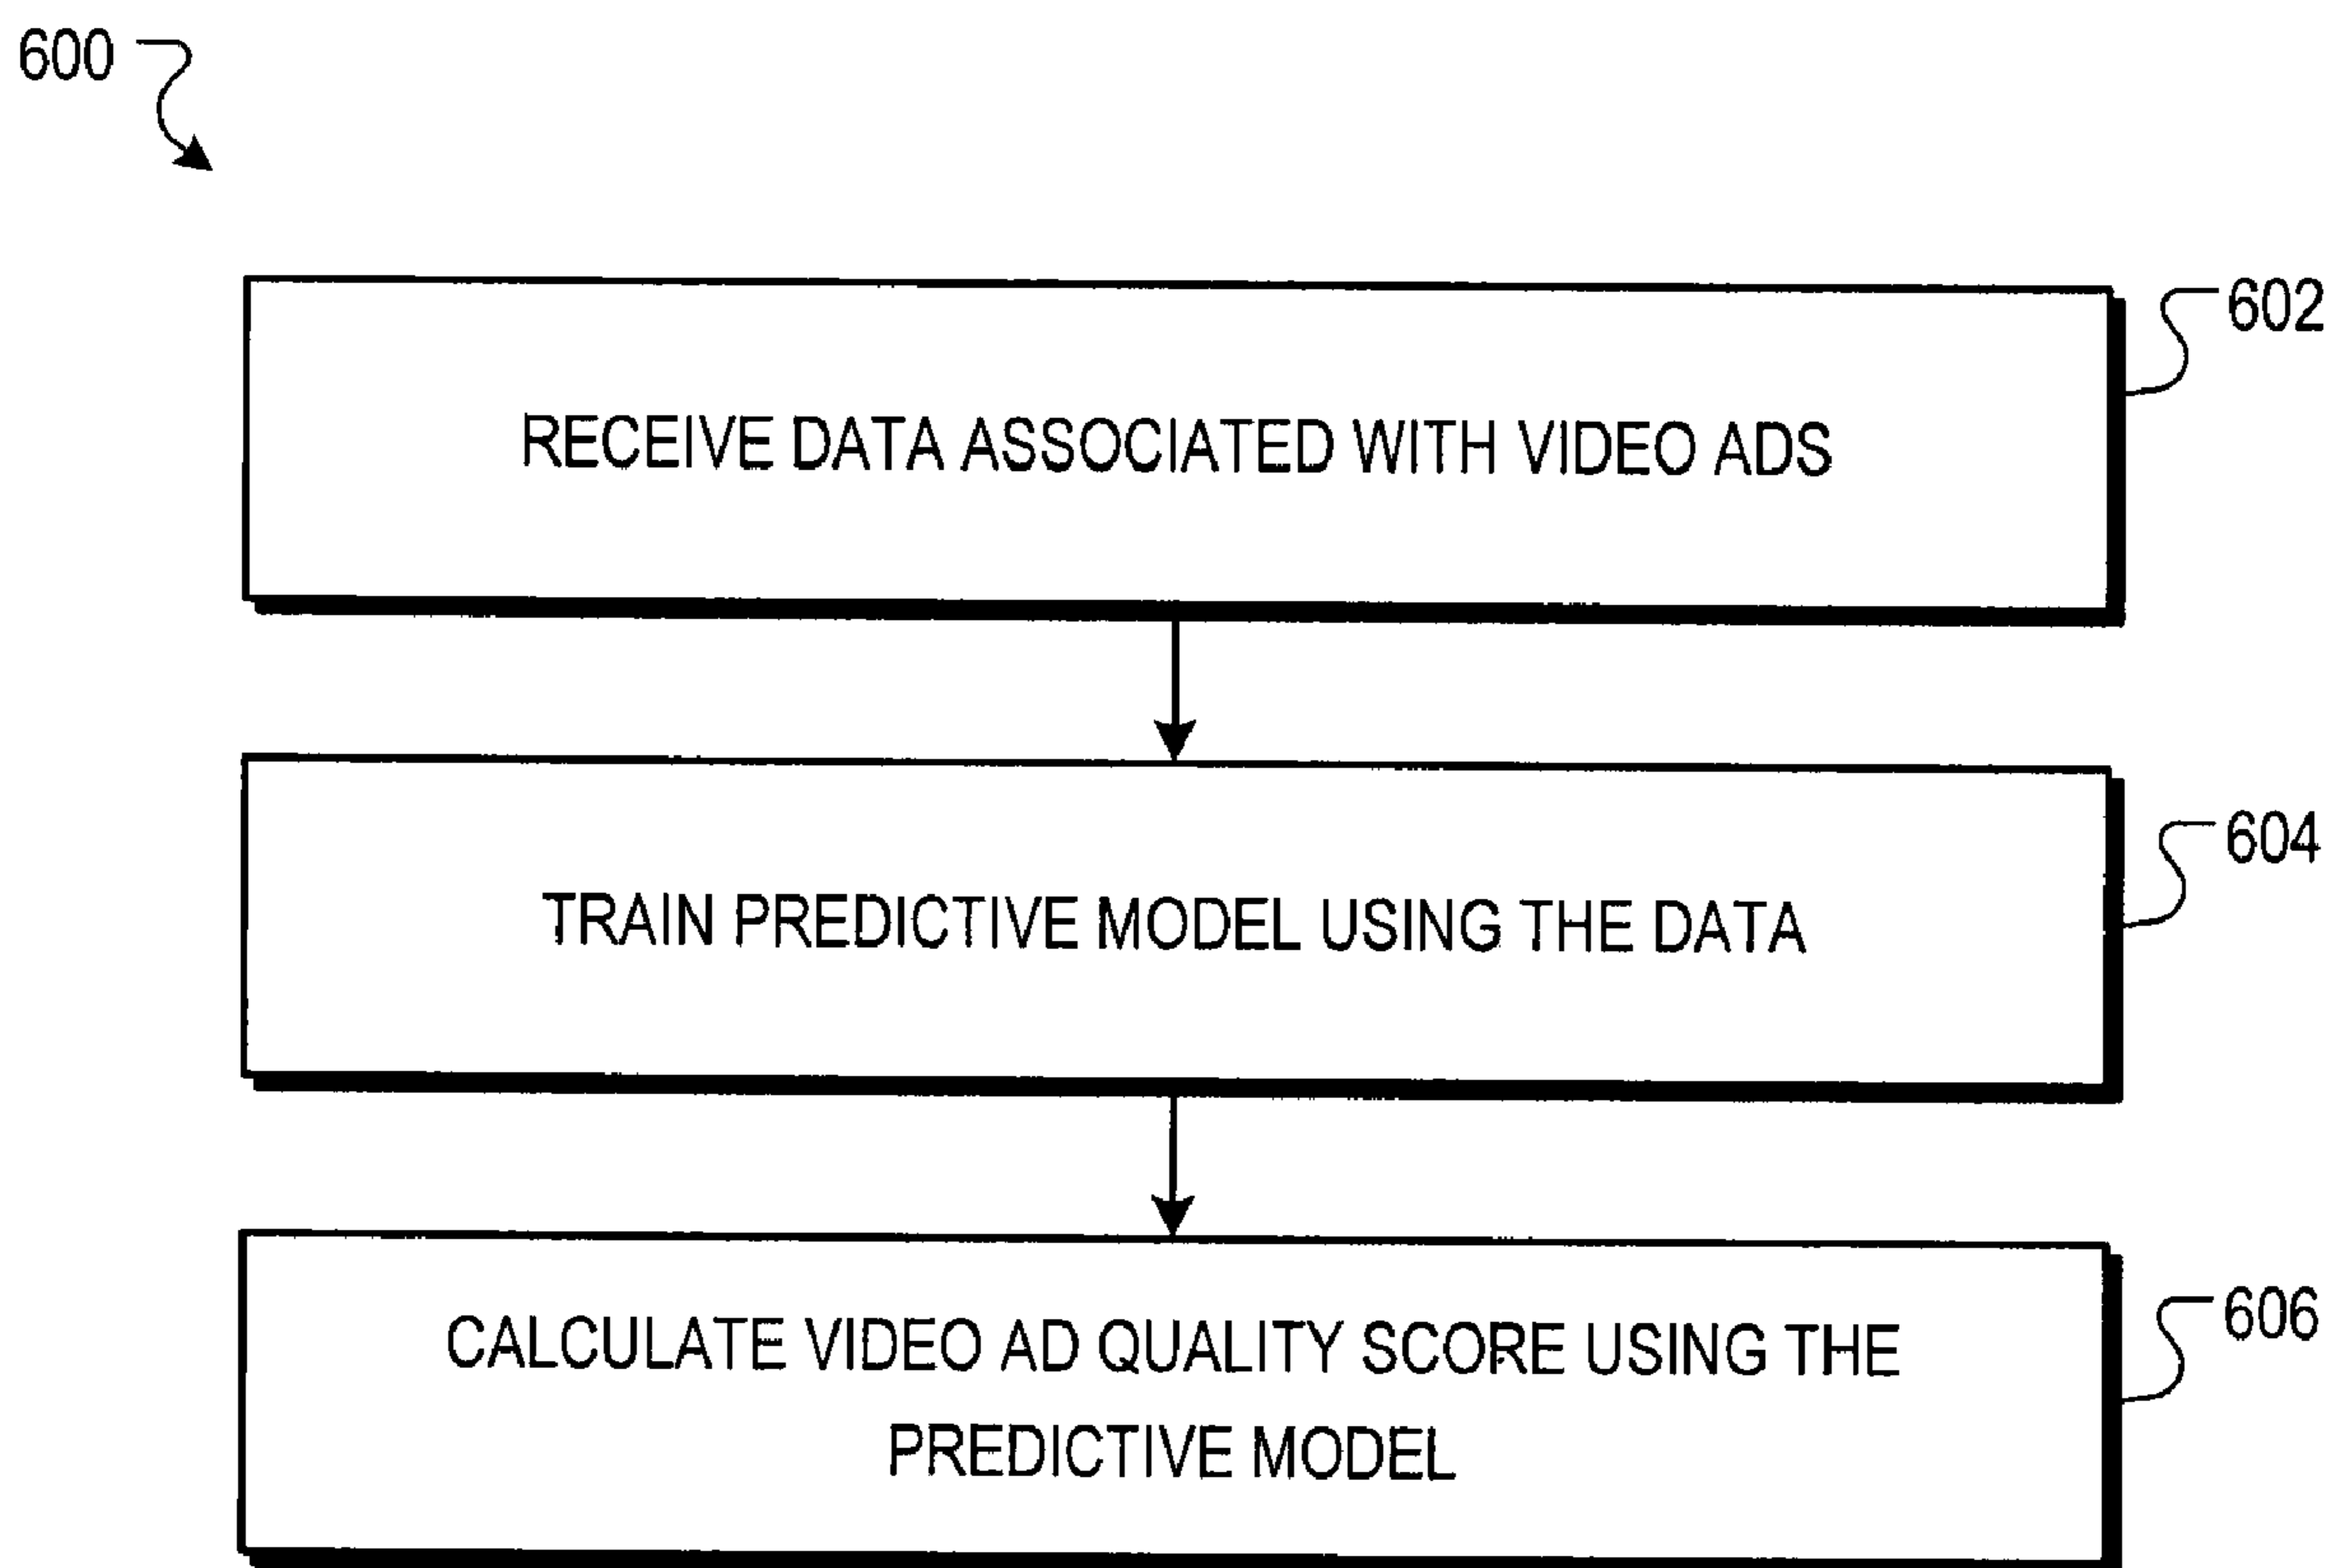 600
602
RECEIVE DATA ASSOCIATED WITH VIDEO ADS
604
TRAIN PREDICTIVE MODEL USING THE DATA
606
CALCULATE VIDEO AD QUALITY SCORE USING THE
PREDICTIVE MODEL